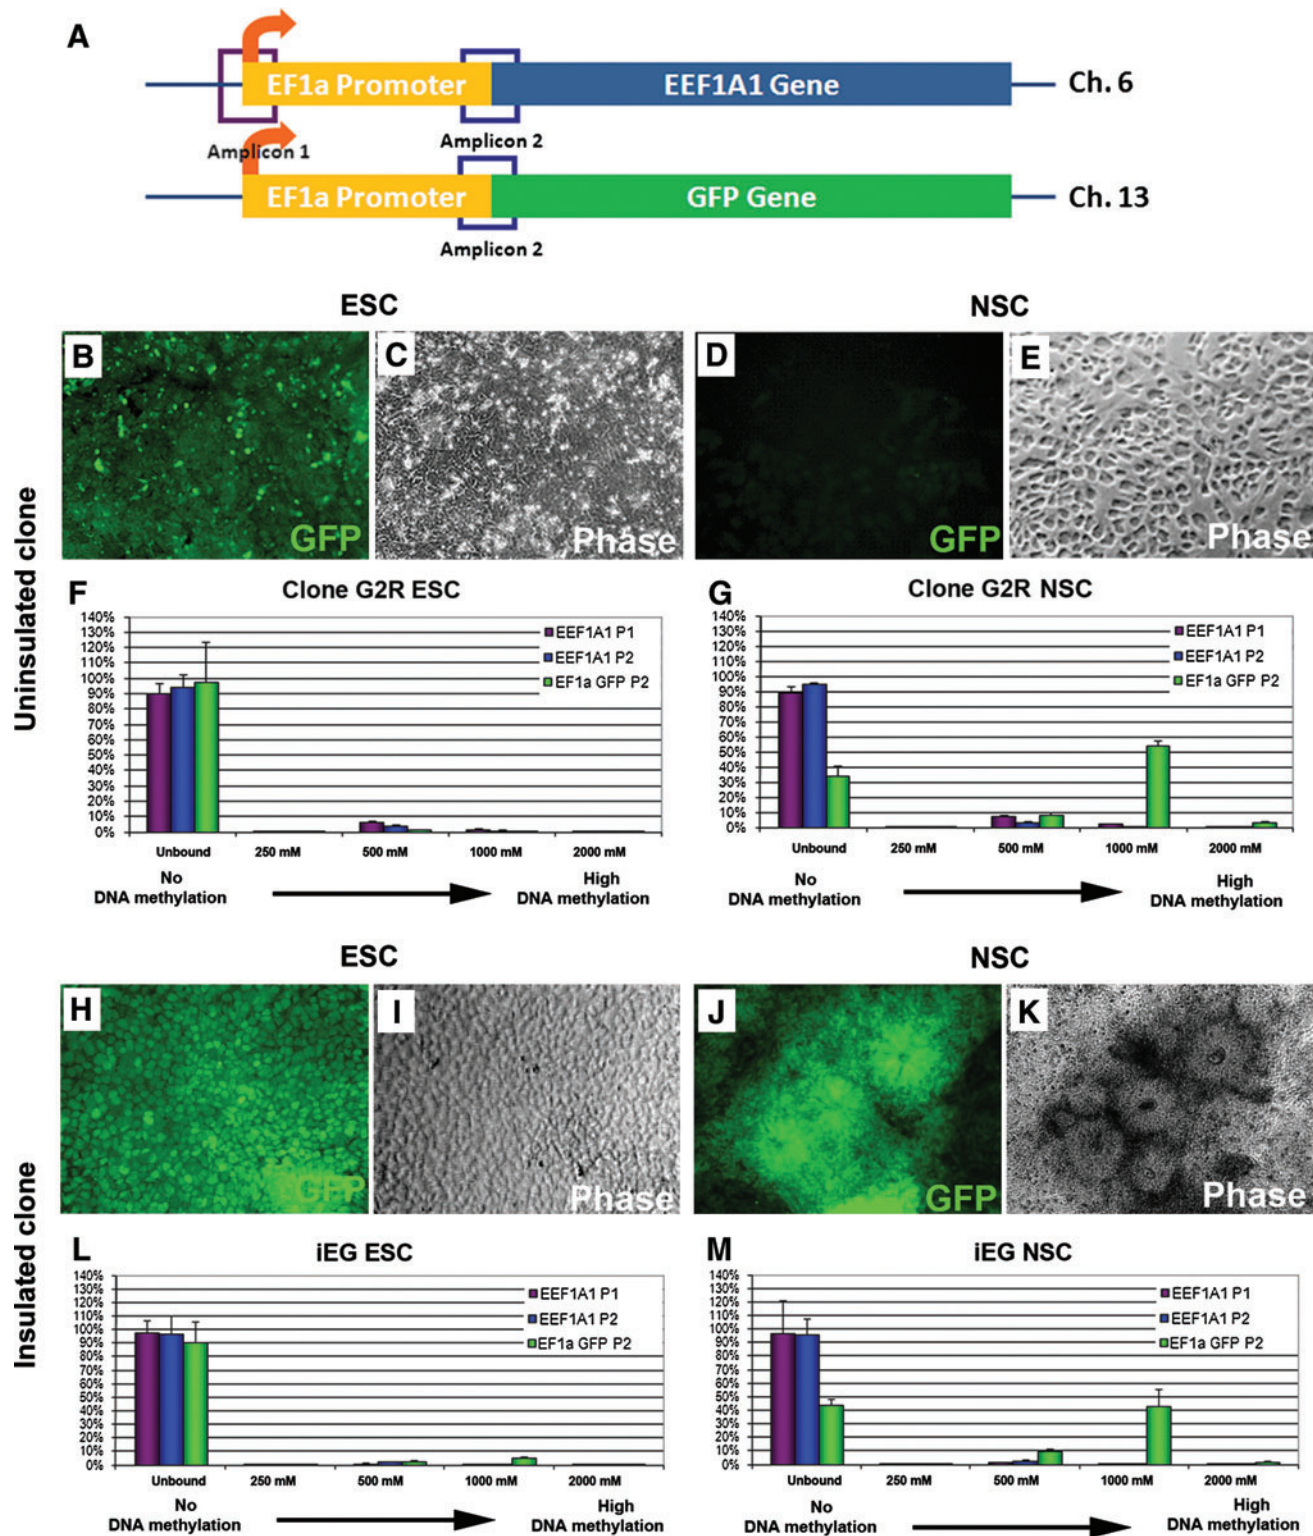 A
EF1a Promoter
EEF1A1 Gene
Ch. 6
Amplicon 1
Amplicon 2
EF1a Promoter
GFP Gene
Ch. 13
Amplicon 2
ESC
NSC
Uninsulated clone
B
GFP
C
Phase
D
GFP
E
Phase
F
Clone G2R ESC
140%
130%
120%
110%
100%
90%
80%
70%
60%
50%
40%
30%
20%
10%
0%
EEF1A1 P1
EEF1A1 P2
EF1a GFP P2
Unbound
250 mM
500 mM
1000 mM
2000 mM
No
DNA methylation
High
DNA methylation
G
Clone G2R NSC
140%
130%
120%
110%
100%
90%
80%
70%
60%
50%
40%
30%
20%
10%
0%
EEF1A1 P1
EEF1A1 P2
EF1a GFP P2
Unbound
250 mM
500 mM
1000 mM
2000 mM
No
DNA methylation
High
DNA methylation
ESC
NSC
Insulated clone
H
GFP
I
Phase
J
GFP
K
Phase
L
iEG ESC
140%
130%
120%
110%
100%
90%
80%
70%
60%
50%
40%
30%
20%
10%
0%
EEF1A1 P1
EEF1A1 P2
EF1a GFP P2
Unbound
250 mM
500 mM
1000 mM
2000 mM
No
DNA methylation
High
DNA methylation
M
iEG NSC
140%
130%
120%
110%
100%
90%
80%
70%
60%
50%
40%
30%
20%
10%
0%
EEF1A1 P1
EEF1A1 P2
EF1a GFP P2
Unbound
250 mM
500 mM
1000 mM
2000 mM
No
DNA methylation
High
DNA methylation